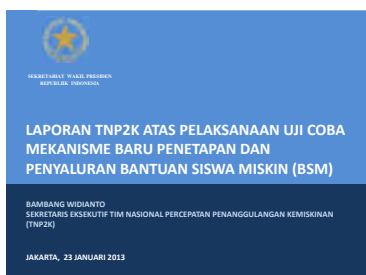 SEKRETARIAT WAKIL PRESIDEN
REPUBLIK INDONESIA
LAPORAN TNP2K ATAS PELAKSANAAN UJI COBA
MEKANISME BARU PENETAPAN DAN
PENYALURAN BANTUAN SISWA MISKIN (BSM)
BAMBANG WIDIANTO
SEKRETARIS EKSEKUTIF TIM NASIONAL PERCEPATAN PENANGGULANGAN KEMISKINAN
(TNP2K)
JAKARTA, 23 JANUARI 2013